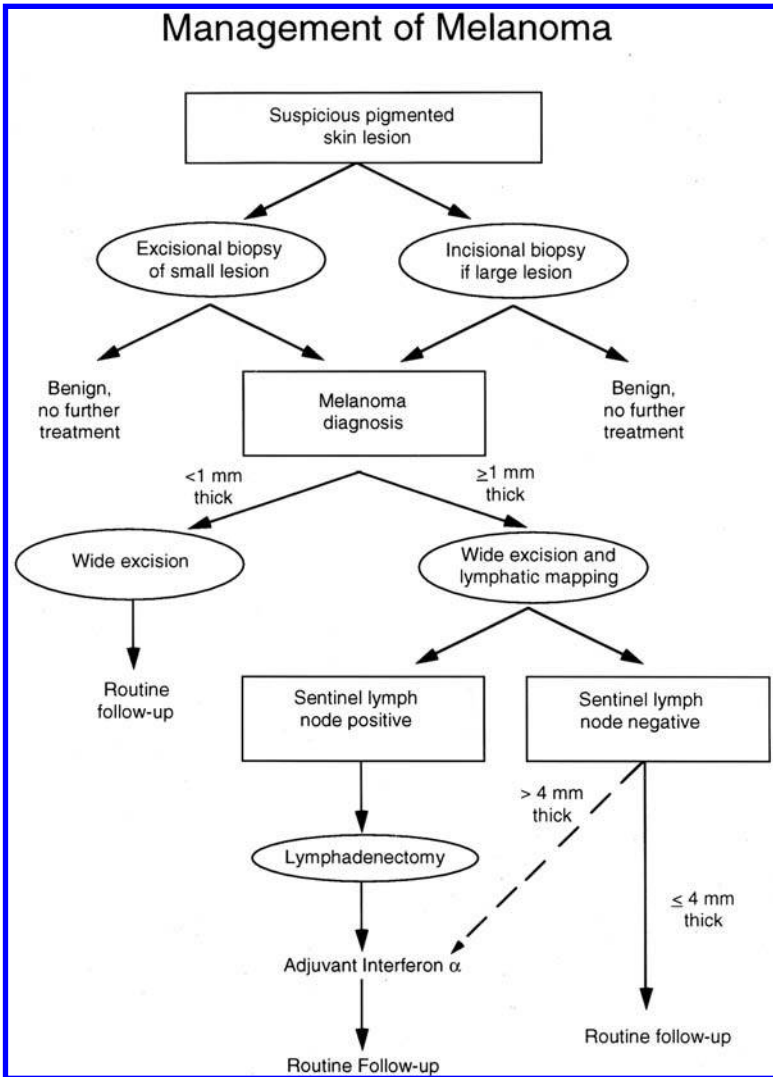 Management of Melanoma
Suspicious pigmented
skin lesion
Excisional biopsy
of small lesion
Incisional biopsy
if large lesion
Benign,
no further
treatment
Melanoma
diagnosis
Benign,
no further
treatment
<1 mm
thick
≥1 mm
thick
Wide excision
Wide excision and
lymphatic mapping
Routine
follow-up
Sentinel lymph
node positive
Sentinel lymph
node negative
> 4 mm
thick
Lymphadenectomy
≤ 4 mm
thick
Adjuvant Interferon α
Routine follow-up
Routine Follow-up